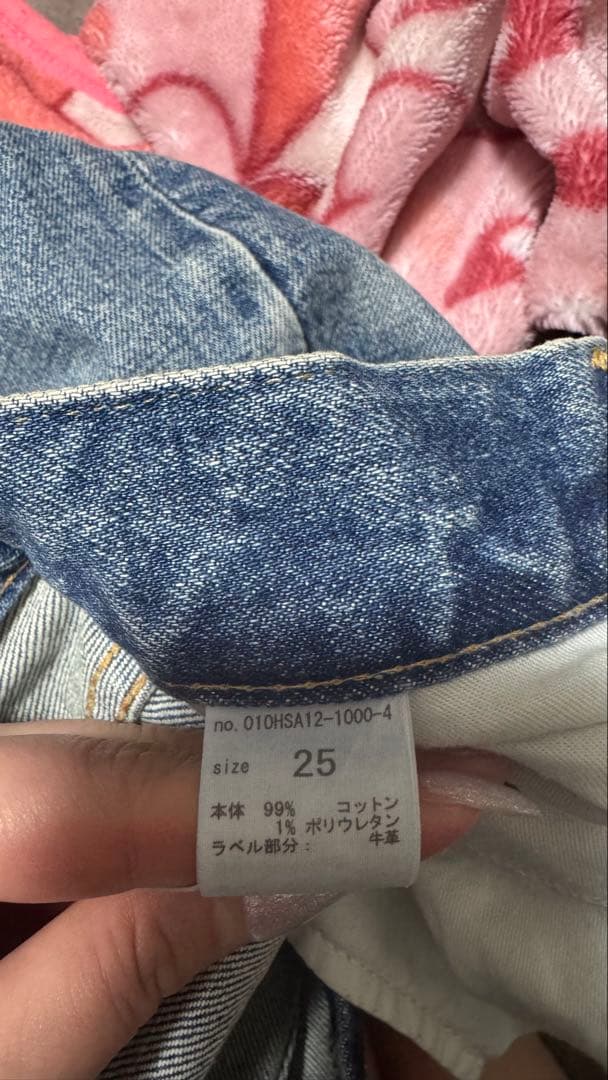 no.010HSA12-1000-4
size 25
本体 99% コットン
1% ポリウレタン
ラベル部分: 牛革